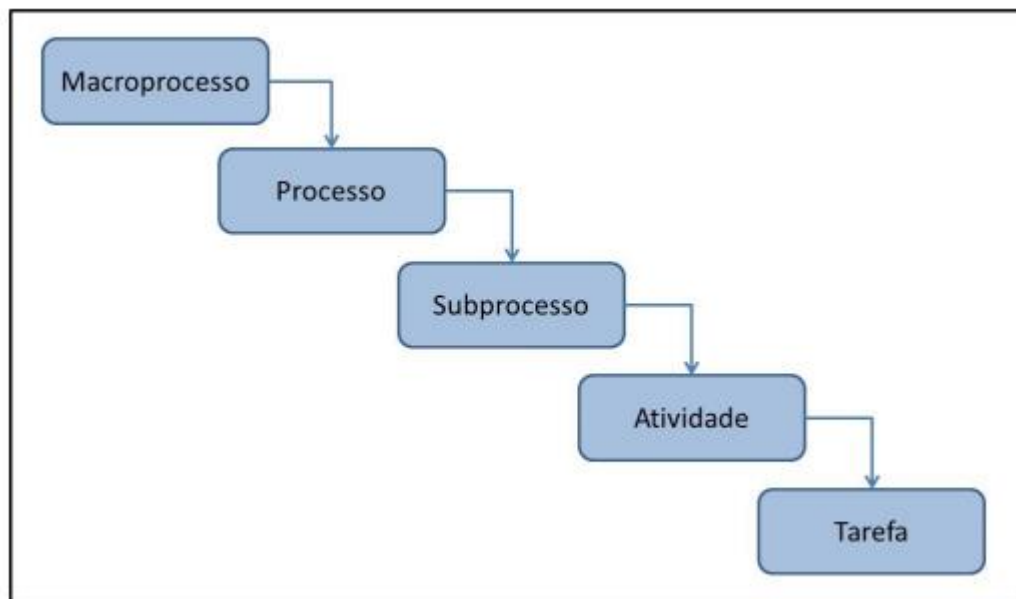 Macroprocesso
Processo
Subprocesso
Atividade
Tarefa